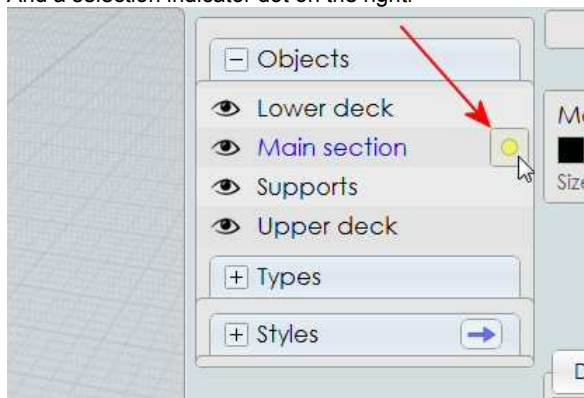 And a selection indicator dot on the right:
Objects
Lower deck
Main section
Supports
Upper deck
Types
Styles